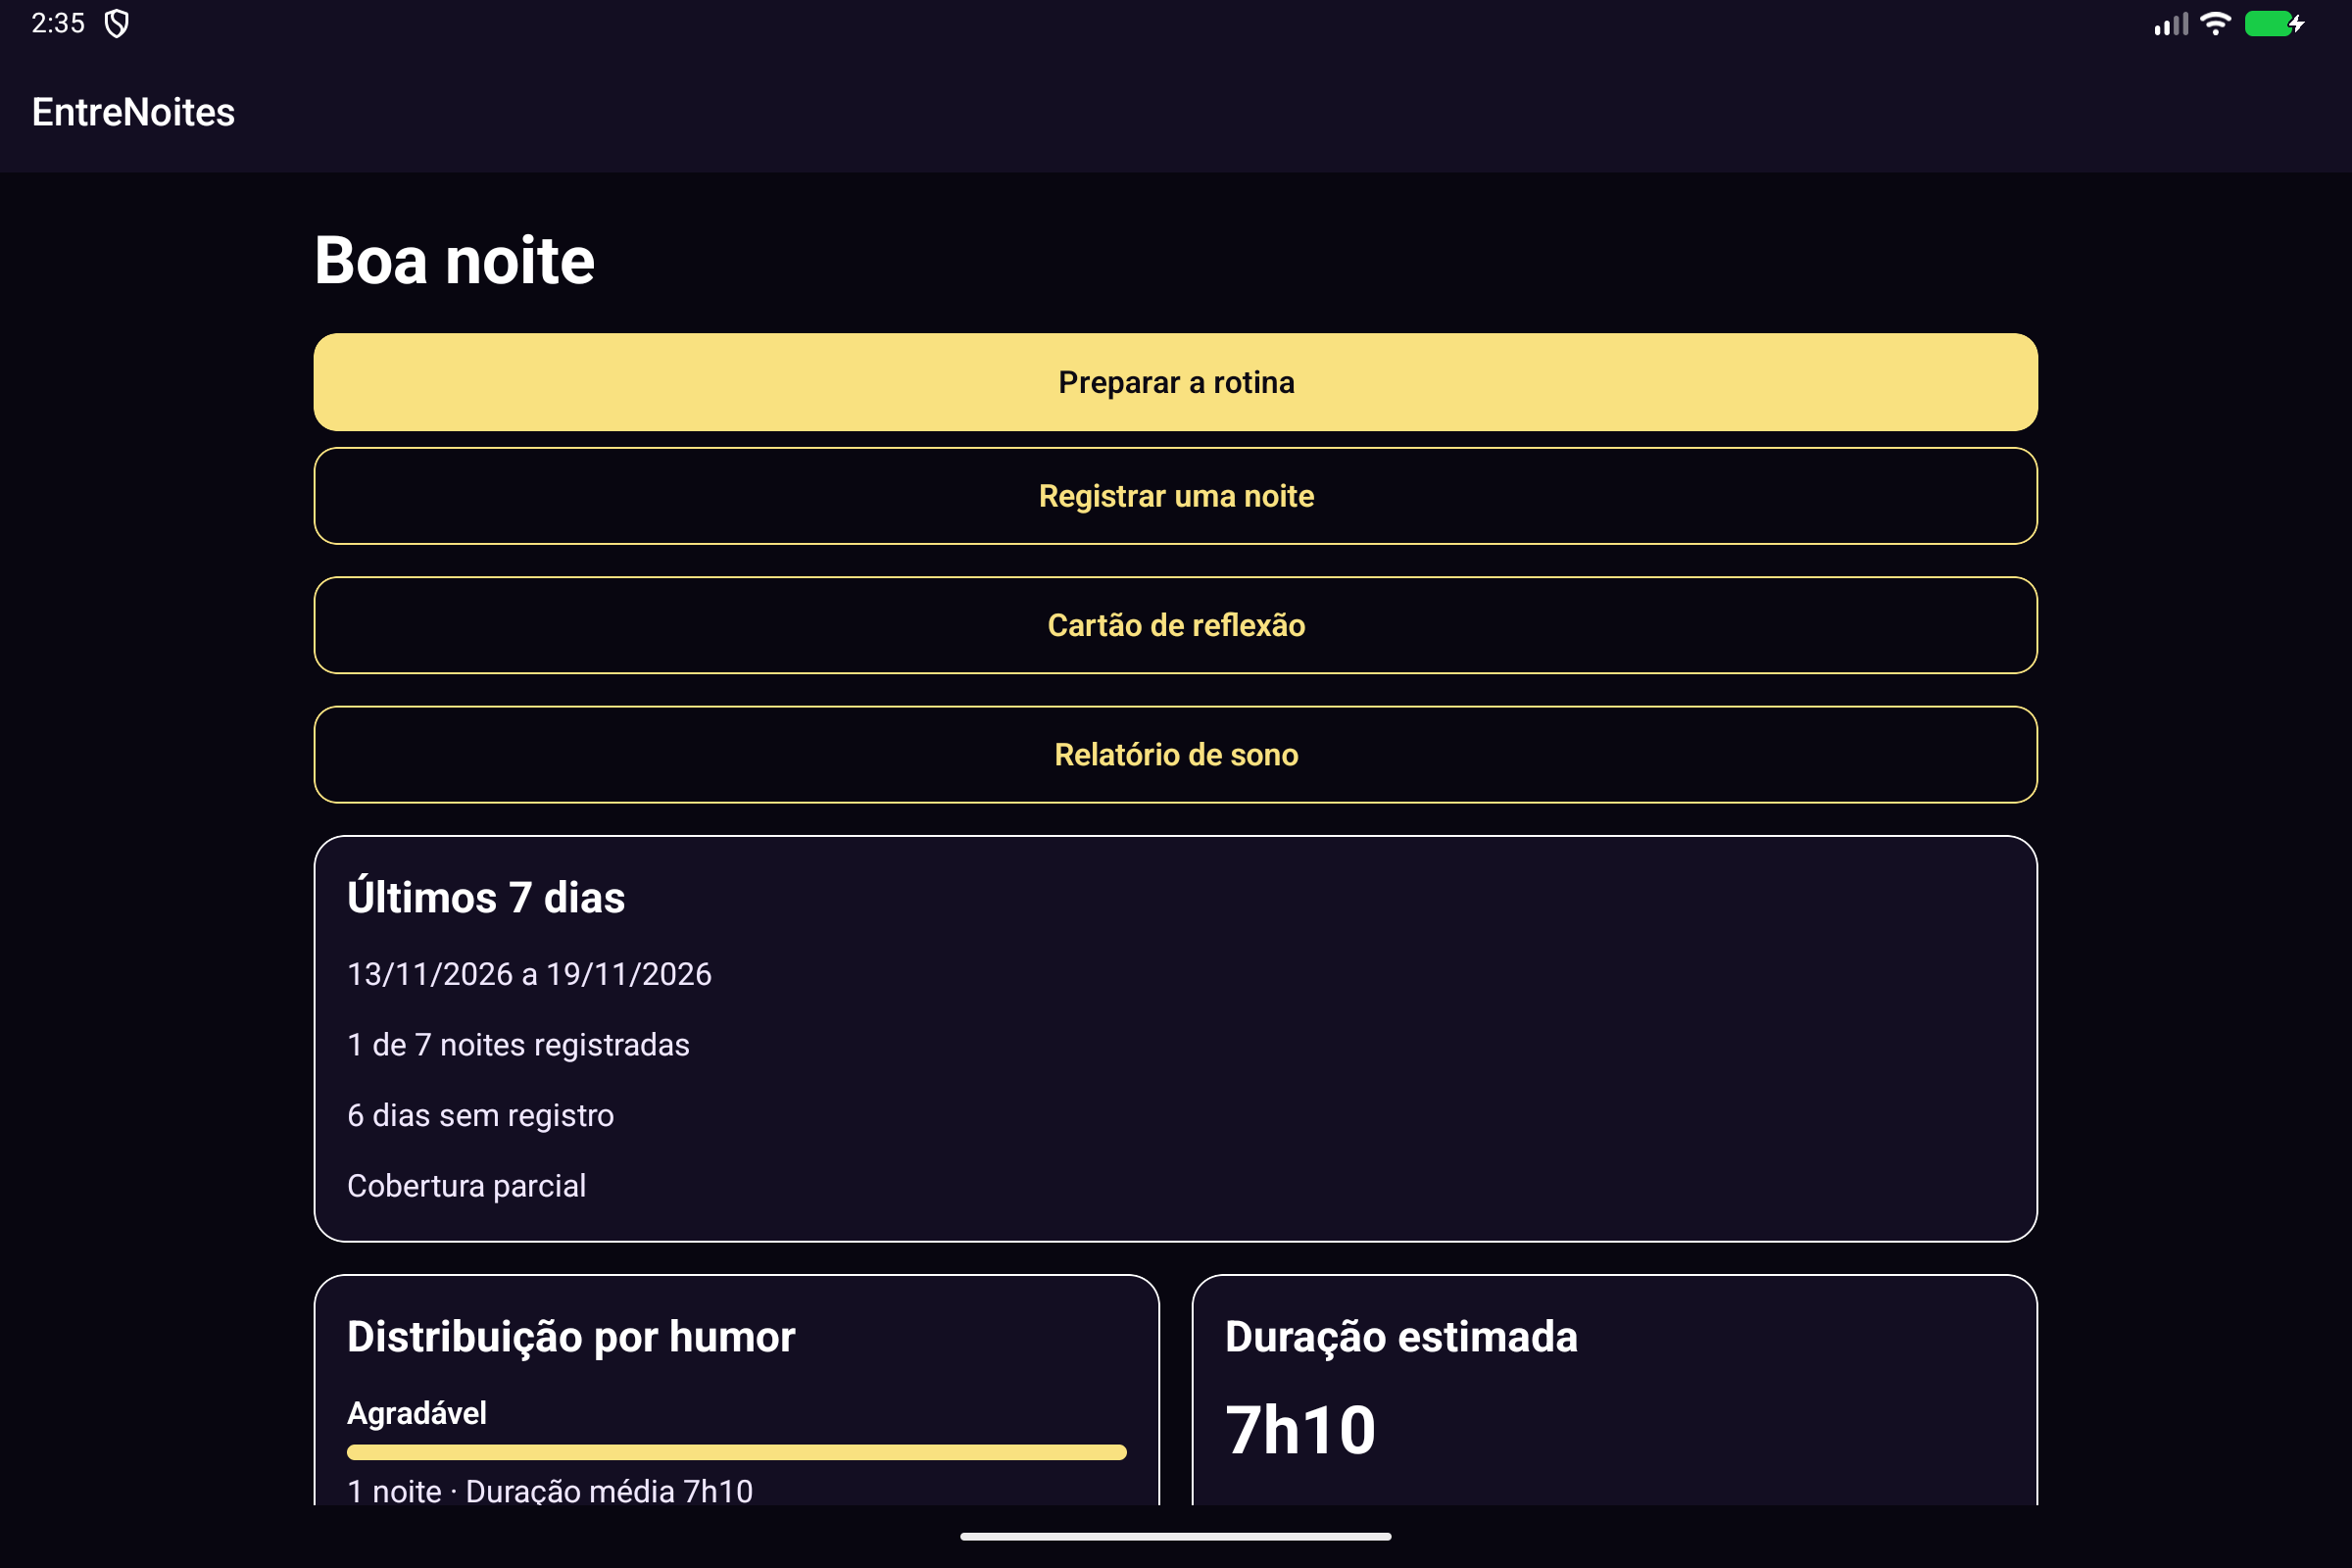 2:35
EntreNoites
Boa noite
Preparar a rotina
Registrar uma noite
Cartão de reflexão
Relatório de sono
Últimos 7 dias
13/11/2026 a 19/11/2026
1 de 7 noites registradas
6 dias sem registro
Cobertura parcial
Distribuição por humor
Agradável
1 noite · Duração média 7h10
Duração estimada
7h10